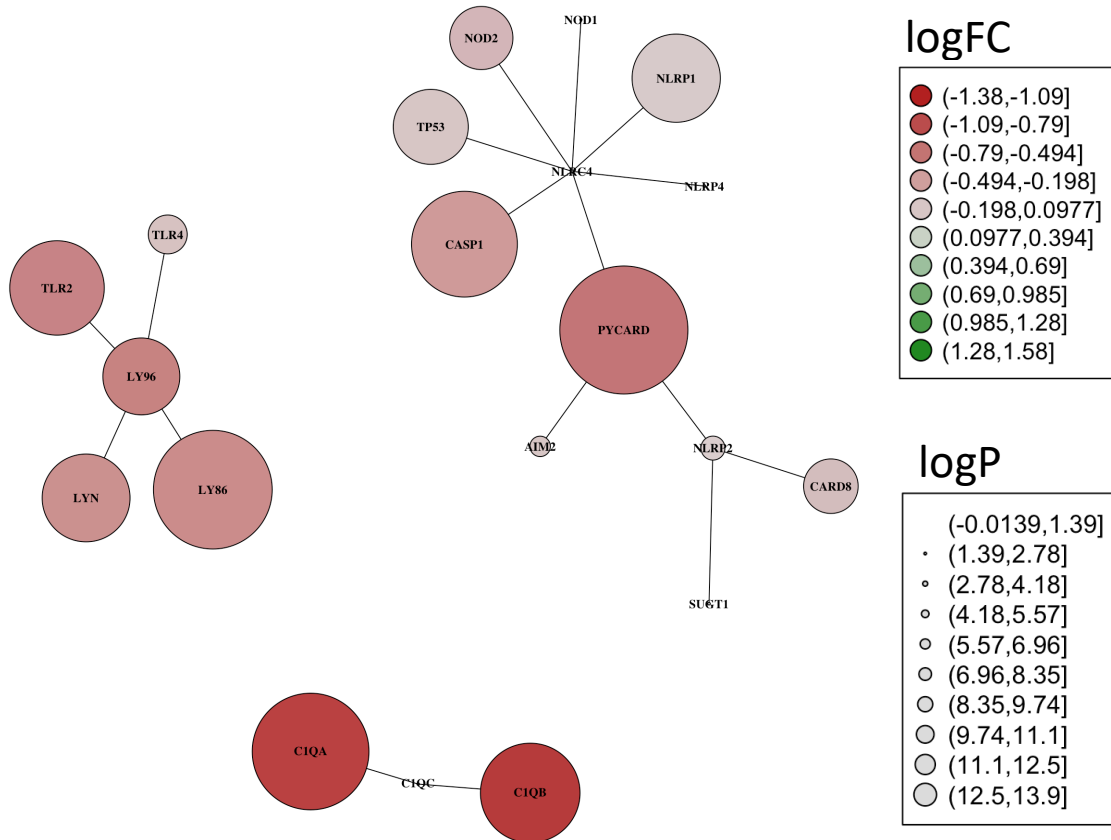 NOD1
NOD2
NLRP1
TP53
NLRC4
NLRP4
CASP1
TLR4
TLR2
PYCARD
LY96
AIM2
NLRP2
CARD8
LYN
LY86
SUGT1
C1QA
C1QC
C1QB
logFC
(-1.38,-1.09]
(-1.09,-0.79]
(-0.79,-0.494]
(-0.494,-0.198]
(-0.198,0.0977]
(0.0977,0.394]
(0.394,0.69]
(0.69,0.985]
(0.985,1.28]
(1.28,1.58]
logP
(-0.0139,1.39]
(1.39,2.78]
(2.78,4.18]
(4.18,5.57]
(5.57,6.96]
(6.96,8.35]
(8.35,9.74]
(9.74,11.1]
(11.1,12.5]
(12.5,13.9]